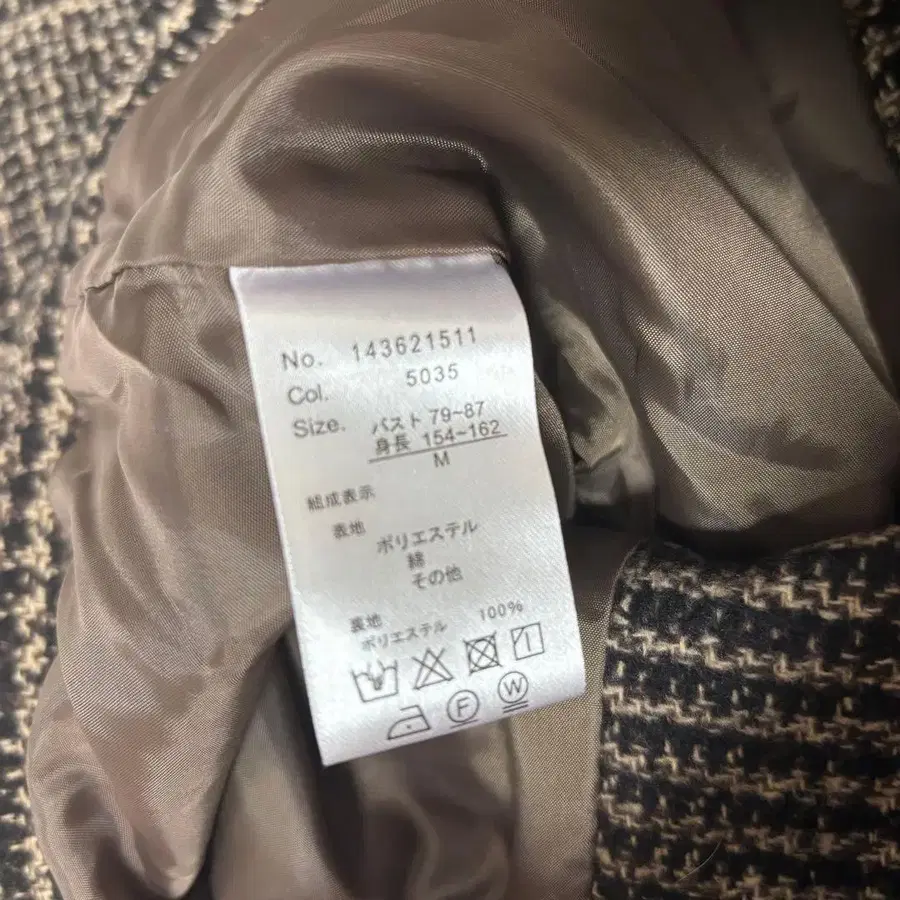 No. 143621511
Col. 5035
Size. バスト 79~87
身長 154~162
M
組成表示
表地
ポリエステル
綿
その他
裏地 100%
ポリエステル
F W